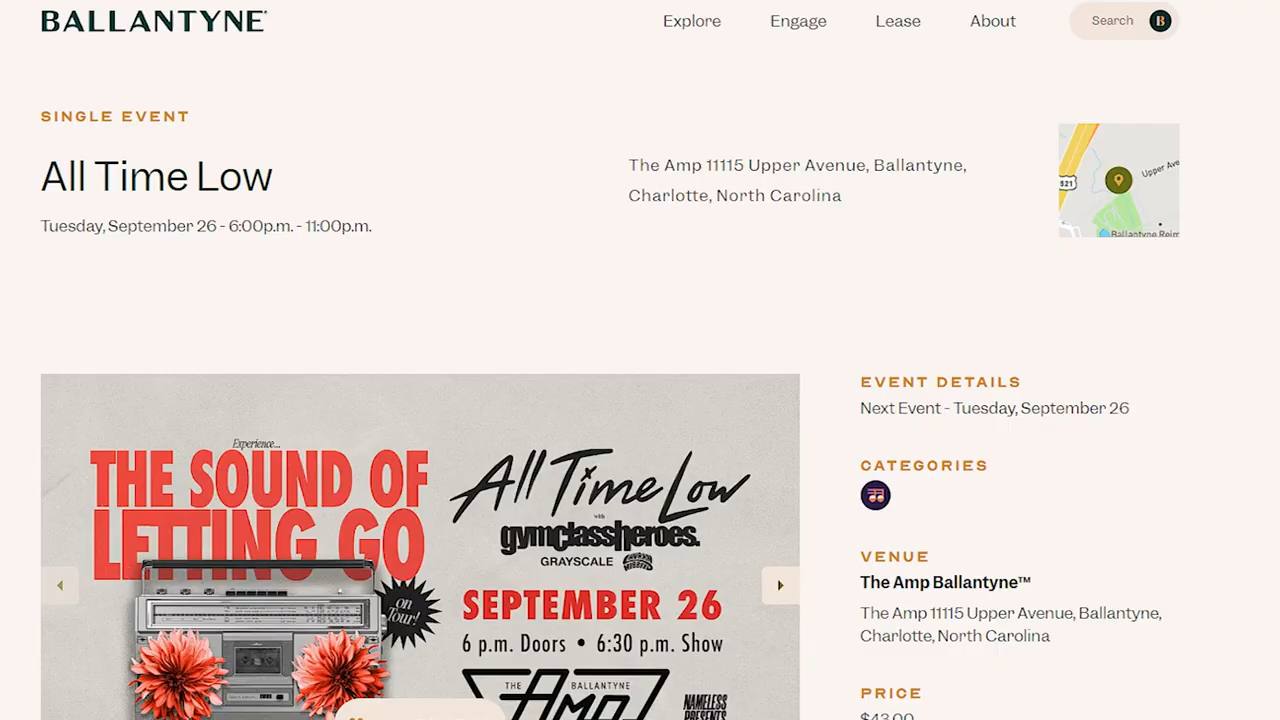 BALLANTYNE
Explore
Engage
Lease
About
Search
B
SINGLE EVENT
All Time Low
Tuesday, September 26 - 6:00p.m. - 11:00p.m.
The Amp 11115 Upper Avenue, Ballantyne,
Charlotte, North Carolina
521
Upper Ave
Experience...
THE SOUND OF
LETTING GO
on
Tour!
All Time Low
with
gymclassheroes.
GRAYSCALE
SEPTEMBER 26
6 p.m. Doors • 6:30 p.m. Show
THE AMP BALLANTYNE
NAMELESS
PRESENTS
EVENT DETAILS
Next Event - Tuesday, September 26
CATEGORIES
VENUE
The Amp Ballantyne™
The Amp 11115 Upper Avenue, Ballantyne,
Charlotte, North Carolina
PRICE
$43.00